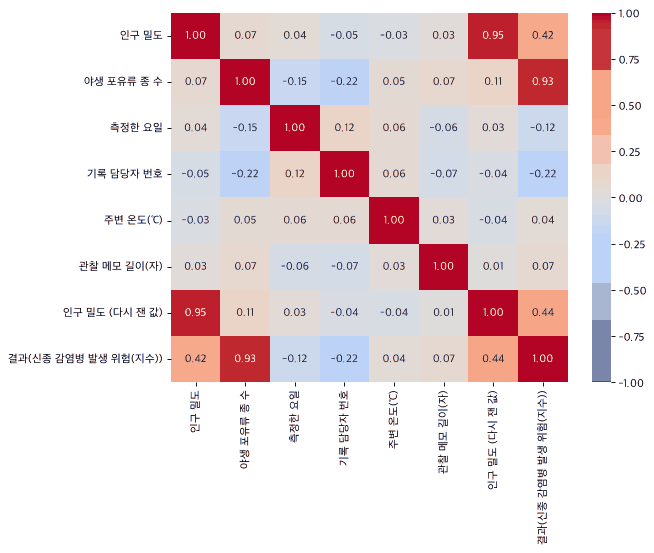 인구 밀도 1.00 0.07 0.04 -0.05 -0.03 0.03 0.95 0.42
야생 포유류 종 수 0.07 1.00 -0.15 -0.22 0.05 0.07 0.11 0.93
측정한 요일 0.04 -0.15 1.00 0.12 0.06 -0.06 0.03 -0.12
기록 담당자 번호 -0.05 -0.22 0.12 1.00 0.06 -0.07 -0.04 -0.22
주변 온도(℃) -0.03 0.05 0.06 0.06 1.00 0.03 -0.04 0.04
관찰 메모 길이(자) 0.03 0.07 -0.06 -0.07 0.03 1.00 0.01 0.07
인구 밀도 (다시 잰 값) 0.95 0.11 0.03 -0.04 -0.04 0.01 1.00 0.44
결과(신종 감염병 발생 위험(지수)) 0.42 0.93 -0.12 -0.22 0.04 0.07 0.44 1.00
인구 밀도
야생 포유류 종 수
측정한 요일
기록 담당자 번호
주변 온도(℃)
관찰 메모 길이(자)
인구 밀도 (다시 잰 값)
결과(신종 감염병 발생 위험(지수))
1.00
0.75
0.50
0.25
0.00
-0.25
-0.50
-0.75
-1.00